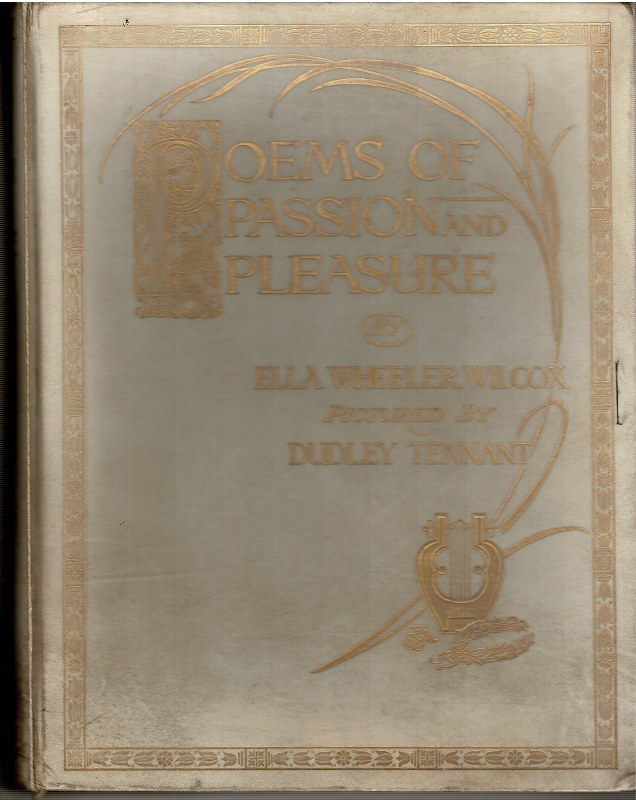 POEMS OF
PASSION AND
PLEASURE
BY
ELLA WHEELER WILCOX
PICTURED BY
DUDLEY TENNANT